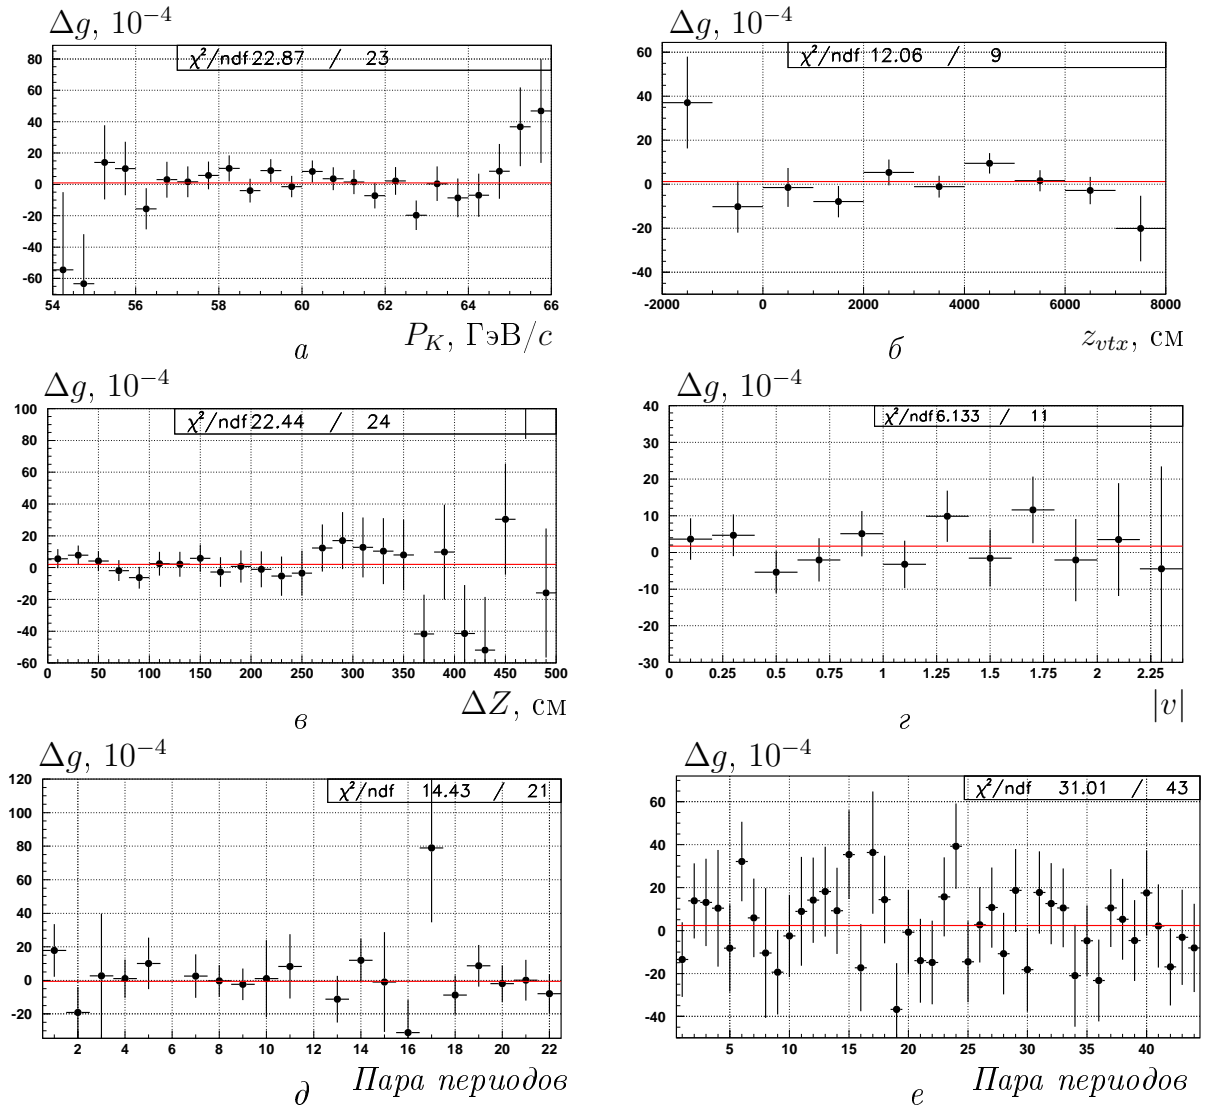 Δg, 10⁻⁴
χ²/ndf 22.87 / 23
80
60
40
20
0
-20
-40
-60
54 56 58 60 62 64 66
P_K, ГэВ/c
а
Δg, 10⁻⁴
χ²/ndf 12.06 / 9
60
40
20
0
-20
-40
-2000 0 2000 4000 6000 8000
z_vtx, см
б
Δg, 10⁻⁴
χ²/ndf 22.44 / 24
100
80
60
40
20
0
-20
-40
-60
0 50 100 150 200 250 300 350 400 450 500
ΔZ, см
в
Δg, 10⁻⁴
χ²/ndf 6.133 / 11
40
30
20
10
0
-10
-20
-30
0 0.25 0.5 0.75 1 1.25 1.5 1.75 2 2.25
|v|
г
Δg, 10⁻⁴
χ²/ndf 14.43 / 21
120
100
80
60
40
20
0
-20
2 4 6 8 10 12 14 16 18 20 22
Пара периодов
д
Δg, 10⁻⁴
χ²/ndf 31.01 / 43
60
40
20
0
-20
-40
5 10 15 20 25 30 35 40
Пара периодов
е